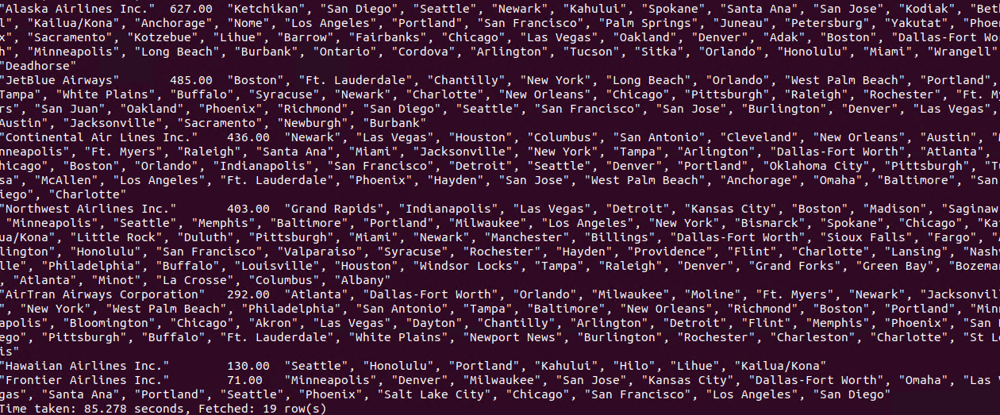 "Alaska Airlines Inc."  627.00  "Ketchikan", "San Diego", "Seattle", "Newark", "Kahului", "Spokane", "Santa Ana", "San Jose", "Kodiak", "Bet
l", "Kailua/Kona", "Anchorage", "Nome", "Los Angeles", "Portland", "San Francisco", "Palm Springs", "Juneau", "Petersburg", "Yakutat", "Phoe
x", "Sacramento", "Kotzebue", "Lihue", "Barrow", "Fairbanks", "Chicago", "Las Vegas", "Oakland", "Denver", "Adak", "Boston", "Dallas-Fort Wo
h", "Minneapolis", "Long Beach", "Burbank", "Ontario", "Cordova", "Arlington", "Tucson", "Sitka", "Orlando", "Honolulu", "Miami", "Wrangell"
"Deadhorse"
"JetBlue Airways"       485.00  "Boston", "Ft. Lauderdale", "Chantilly", "New York", "Long Beach", "Orlando", "West Palm Beach", "Portland",
Tampa", "White Plains", "Buffalo", "Syracuse", "Newark", "Charlotte", "New Orleans", "Chicago", "Pittsburgh", "Raleigh", "Rochester", "Ft. M
rs", "San Juan", "Oakland", "Phoenix", "Richmond", "San Diego", "Seattle", "San Francisco", "San Jose", "Burlington", "Denver", "Las Vegas",
Austin", "Jacksonville", "Sacramento", "Newburgh", "Burbank"
"Continental Air Lines Inc."    436.00  "Newark", "Las Vegas", "Houston", "Columbus", "San Antonio", "Cleveland", "New Orleans", "Austin", "
nneapolis", "Ft. Myers", "Raleigh", "Santa Ana", "Miami", "Jacksonville", "New York", "Tampa", "Arlington", "Dallas-Fort Worth", "Atlanta",
hicago", "Boston", "Orlando", "Indianapolis", "San Francisco", "Detroit", "Seattle", "Denver", "Portland", "Oklahoma City", "Pittsburgh", "T
sa", "McAllen", "Los Angeles", "Ft. Lauderdale", "Phoenix", "Hayden", "San Jose", "West Palm Beach", "Anchorage", "Omaha", "Baltimore", "San
iego", "Charlotte"
"Northwest Airlines Inc."       403.00  "Grand Rapids", "Indianapolis", "Las Vegas", "Detroit", "Kansas City", "Boston", "Madison", "Saginaw
"Minneapolis", "Seattle", "Memphis", "Baltimore", "Portland", "Milwaukee", "Los Angeles", "New York", "Bismarck", "Spokane", "Chicago", "Ka
ua/Kona", "Little Rock", "Duluth", "Pittsburgh", "Miami", "Newark", "Manchester", "Billings", "Dallas-Fort Worth", "Sioux Falls", "Fargo",
lington", "Honolulu", "San Francisco", "Valparaiso", "Syracuse", "Rochester", "Hayden", "Providence", "Flint", "Charlotte", "Lansing", "Nash
lle", "Philadelphia", "Buffalo", "Louisville", "Houston", "Windsor Locks", "Tampa", "Raleigh", "Denver", "Grand Forks", "Green Bay", "Bozema
, "Atlanta", "Minot", "La Crosse", "Columbus", "Albany"
"AirTran Airways Corporation"   292.00  "Atlanta", "Dallas-Fort Worth", "Orlando", "Milwaukee", "Moline", "Ft. Myers", "Newark", "Jacksonvil
", "New York", "West Palm Beach", "Philadelphia", "San Antonio", "Tampa", "Baltimore", "New Orleans", "Richmond", "Boston", "Portland", "Min
apolis", "Bloomington", "Chicago", "Akron", "Las Vegas", "Dayton", "Chantilly", "Arlington", "Detroit", "Flint", "Memphis", "Phoenix", "San
ego", "Pittsburgh", "Buffalo", "Ft. Lauderdale", "White Plains", "Newport News", "Burlington", "Rochester", "Charleston", "Charlotte", "St L
is"
"Hawaiian Airlines Inc."        130.00  "Seattle", "Honolulu", "Portland", "Kahului", "Hilo", "Lihue", "Kailua/Kona"
"Frontier Airlines Inc."        71.00   "Minneapolis", "Denver", "Milwaukee", "San Jose", "Kansas City", "Dallas-Fort Worth", "Omaha", "Las
gas", "Santa Ana", "Portland", "Seattle", "Phoenix", "Salt Lake City", "Chicago", "San Francisco", "Los Angeles", "San Diego"
Time taken: 85.278 seconds, Fetched: 19 row(s)